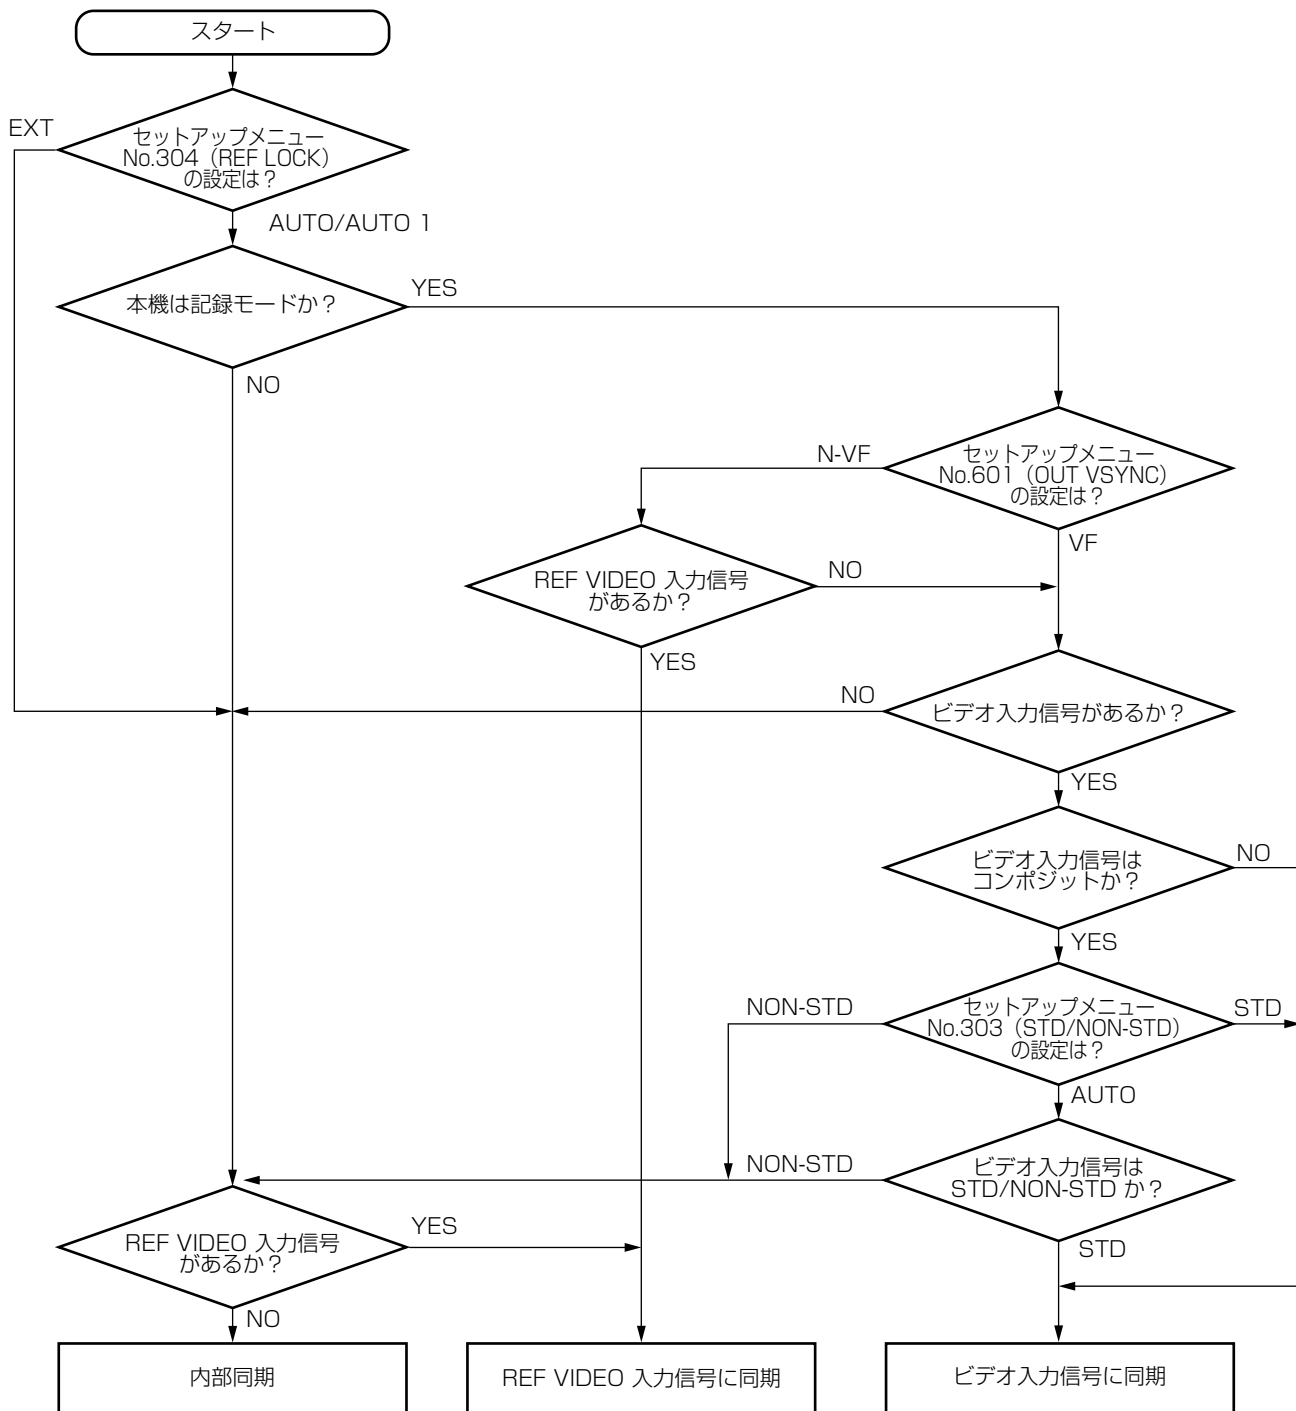 スタート
EXT
セットアップメニュー
No.304（REF LOCK）
の設定は？
AUTO/AUTO 1
本機は記録モードか？
YES
NO
N-VF
セットアップメニュー
No.601（OUT VSYNC）
の設定は？
VF
REF VIDEO 入力信号
があるか？
NO
YES
NO
ビデオ入力信号があるか？
YES
ビデオ入力信号は
コンポジットか？
NO
YES
NON-STD
セットアップメニュー
No.303（STD/NON-STD）
の設定は？
STD
AUTO
NON-STD
ビデオ入力信号は
STD/NON-STD か？
STD
REF VIDEO 入力信号
があるか？
YES
NO
内部同期
REF VIDEO 入力信号に同期
ビデオ入力信号に同期